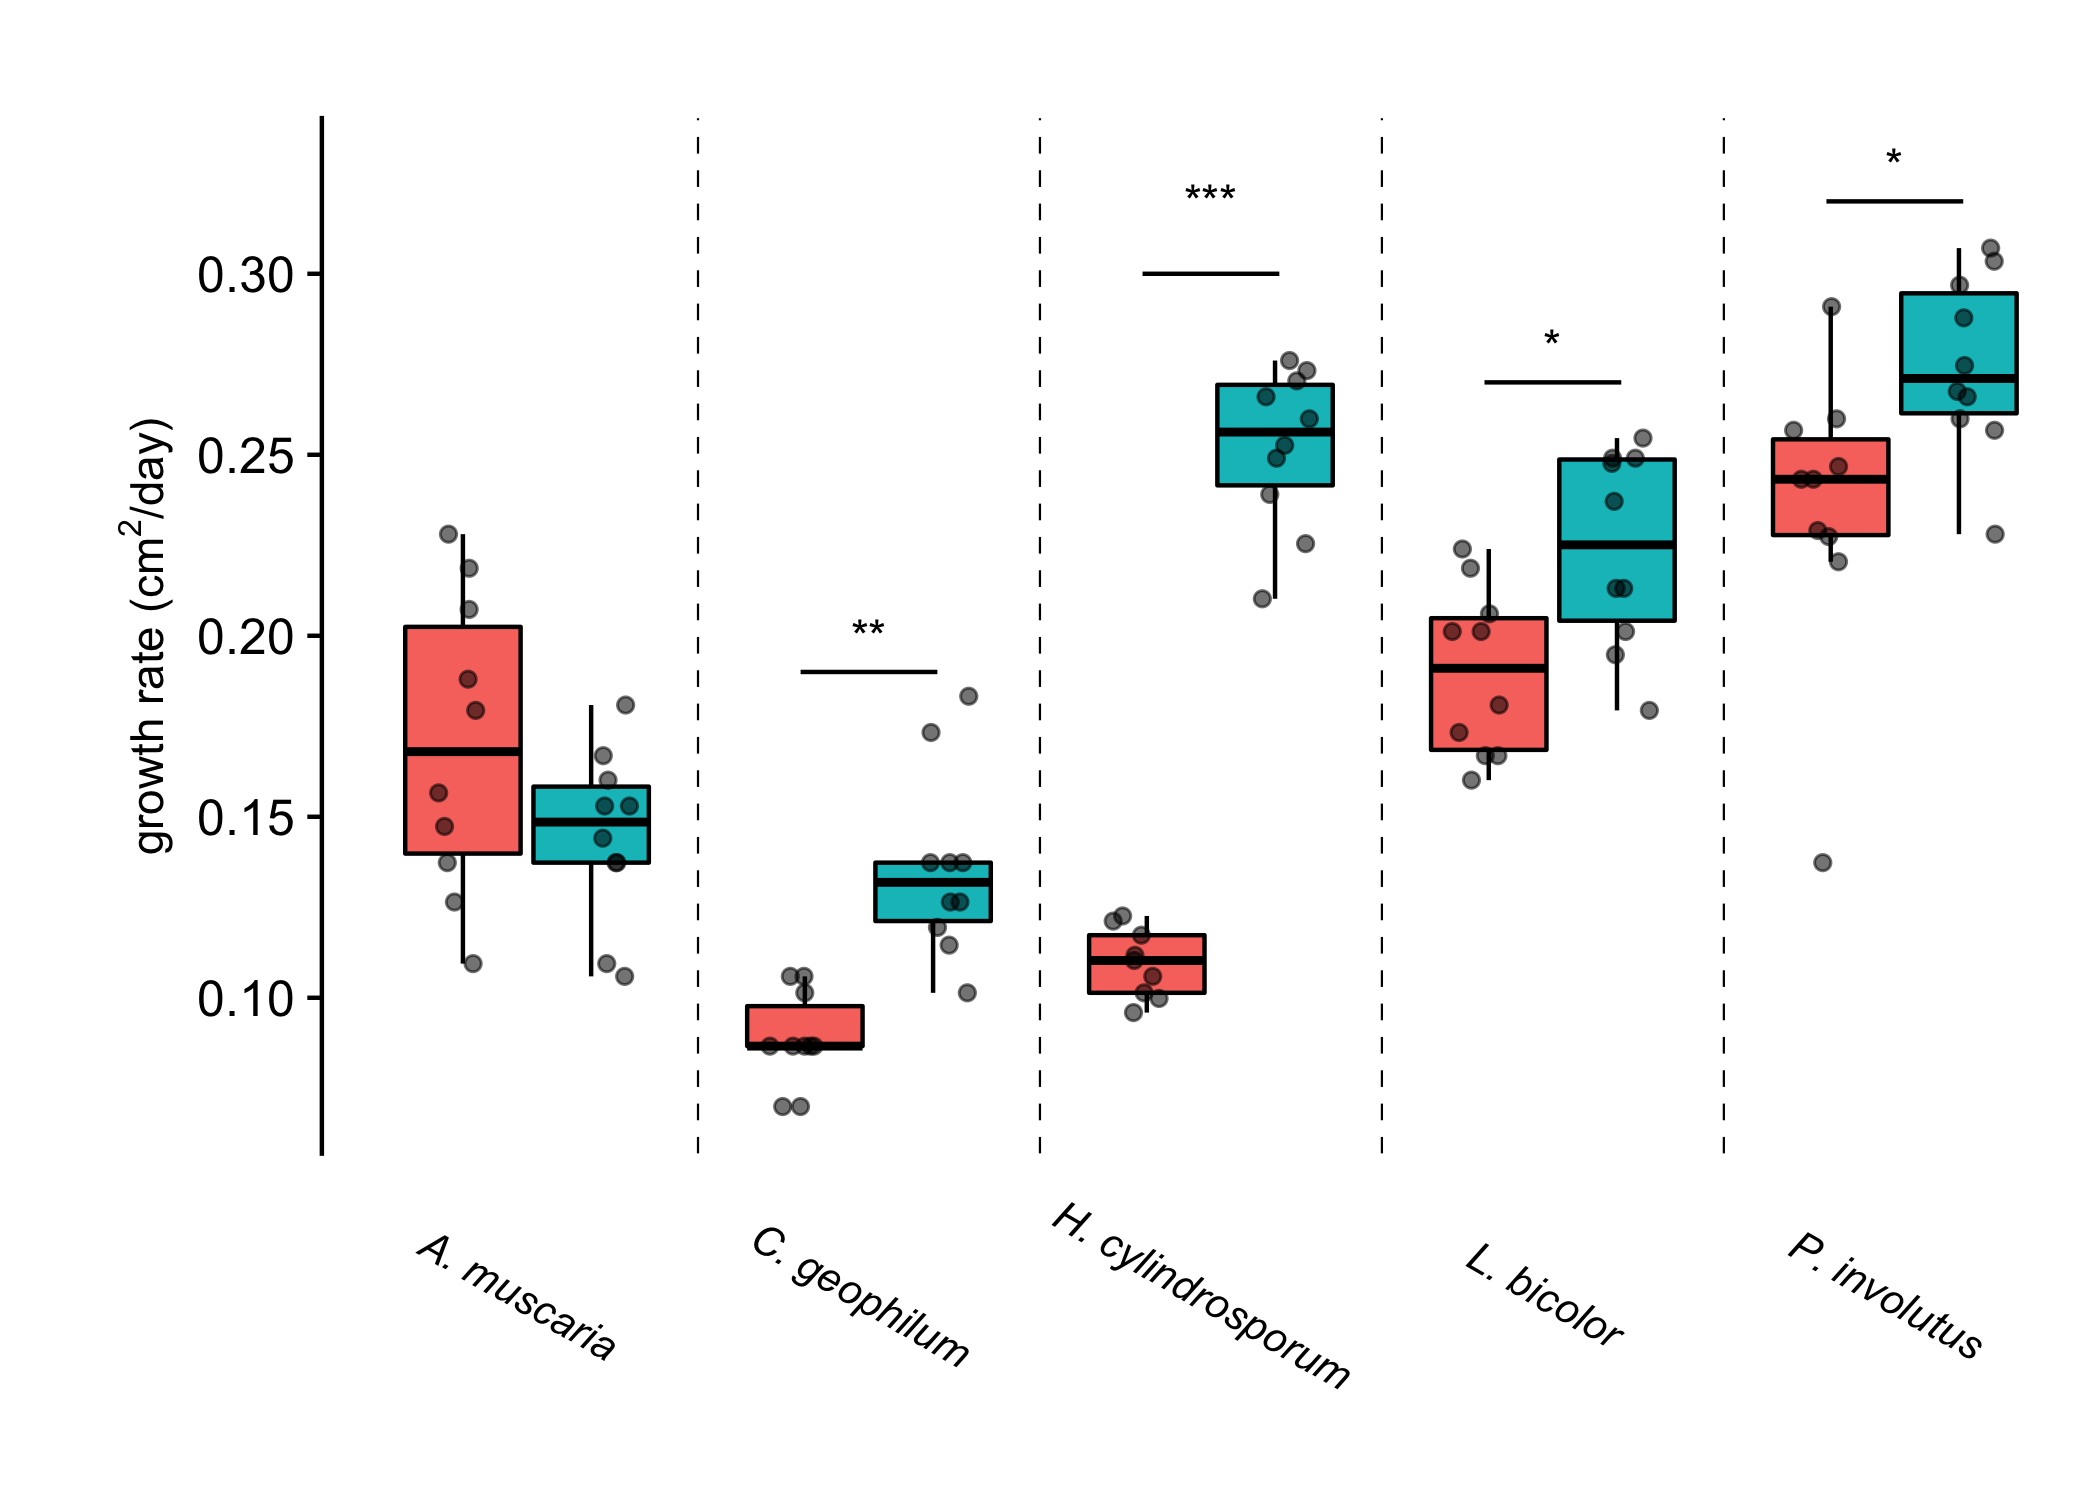 ***
*
*
**
0.30
0.25
0.20
0.15
0.10
growth rate (cm²/day)
A. muscaria
C. geophilum
H. cylindrosporum
L. bicolor
P. involutus